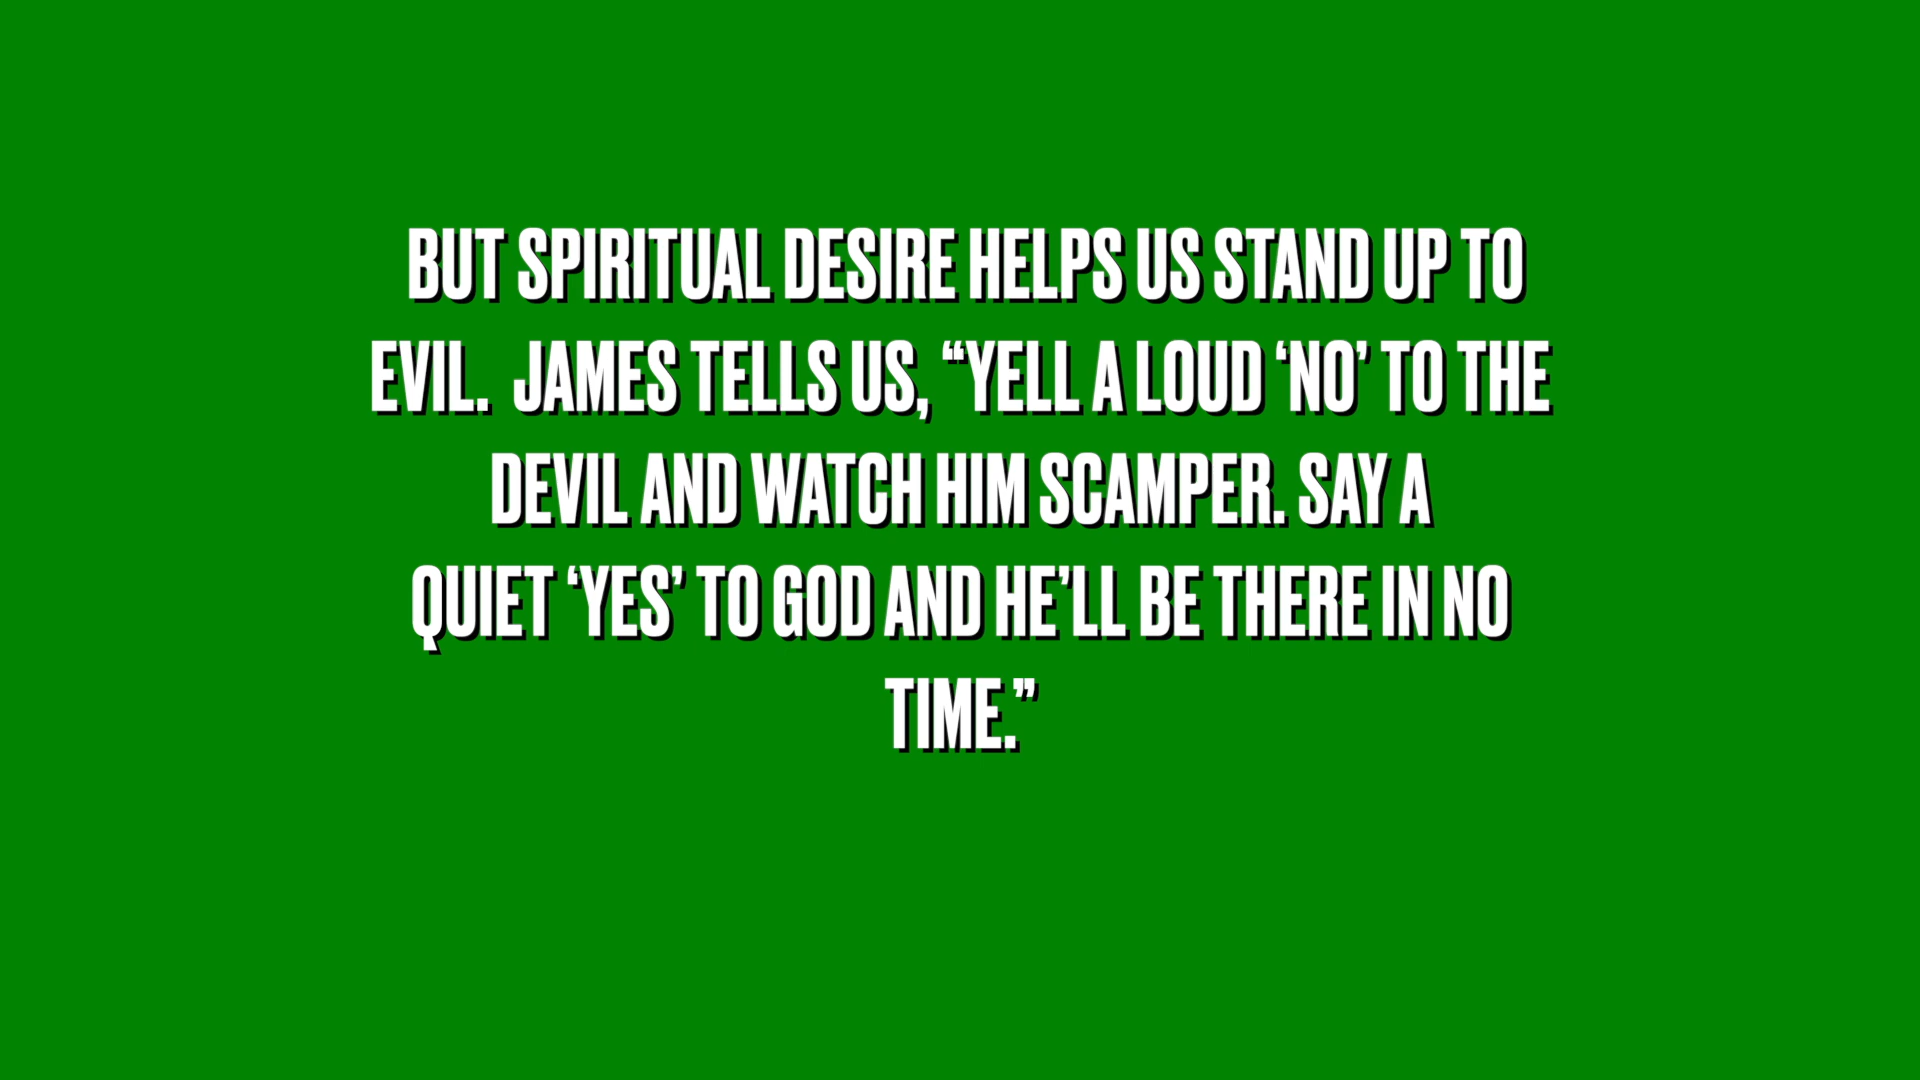 BUT SPIRITUAL DESIRE HELPS US STAND UP TO
EVIL.  JAMES TELLS US, “YELL A LOUD ‘NO’ TO THE
DEVIL AND WATCH HIM SCAMPER. SAY A
QUIET ‘YES’ TO GOD AND HE’LL BE THERE IN NO
TIME.”